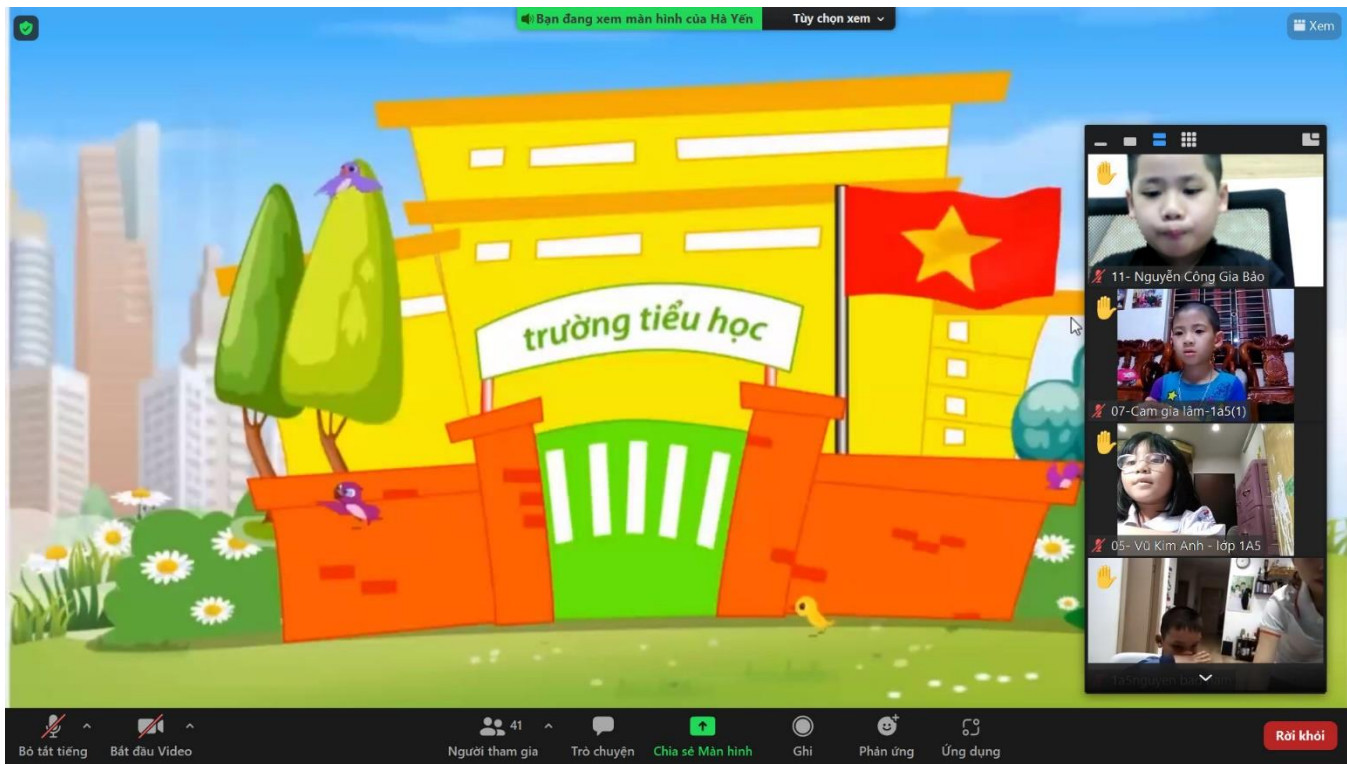 Bạn đang xem màn hình của Hà Yến
Tùy chọn xem
Xem
trường tiểu học
11- Nguyễn Công Gia Bảo
07-Cam gia lâm-1a5(1)
05- Vũ Kim Anh - lớp 1A5
Bỏ tắt tiếng
Bắt đầu Video
41
Người tham gia
Trò chuyện
Chia sẻ Màn hình
Ghi
Phản ứng
Ứng dụng
Rời khỏi